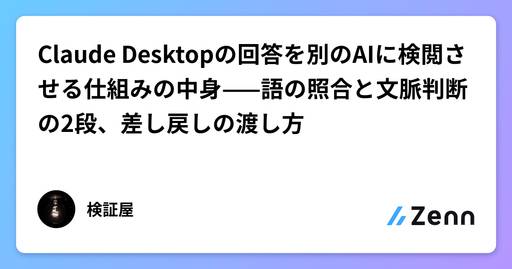 Claude Desktopの回答を別のAIに検閲さ
せる仕組みの中身——語の照合と文脈判断
の2段、差し戻しの渡し方
検証屋
Zenn